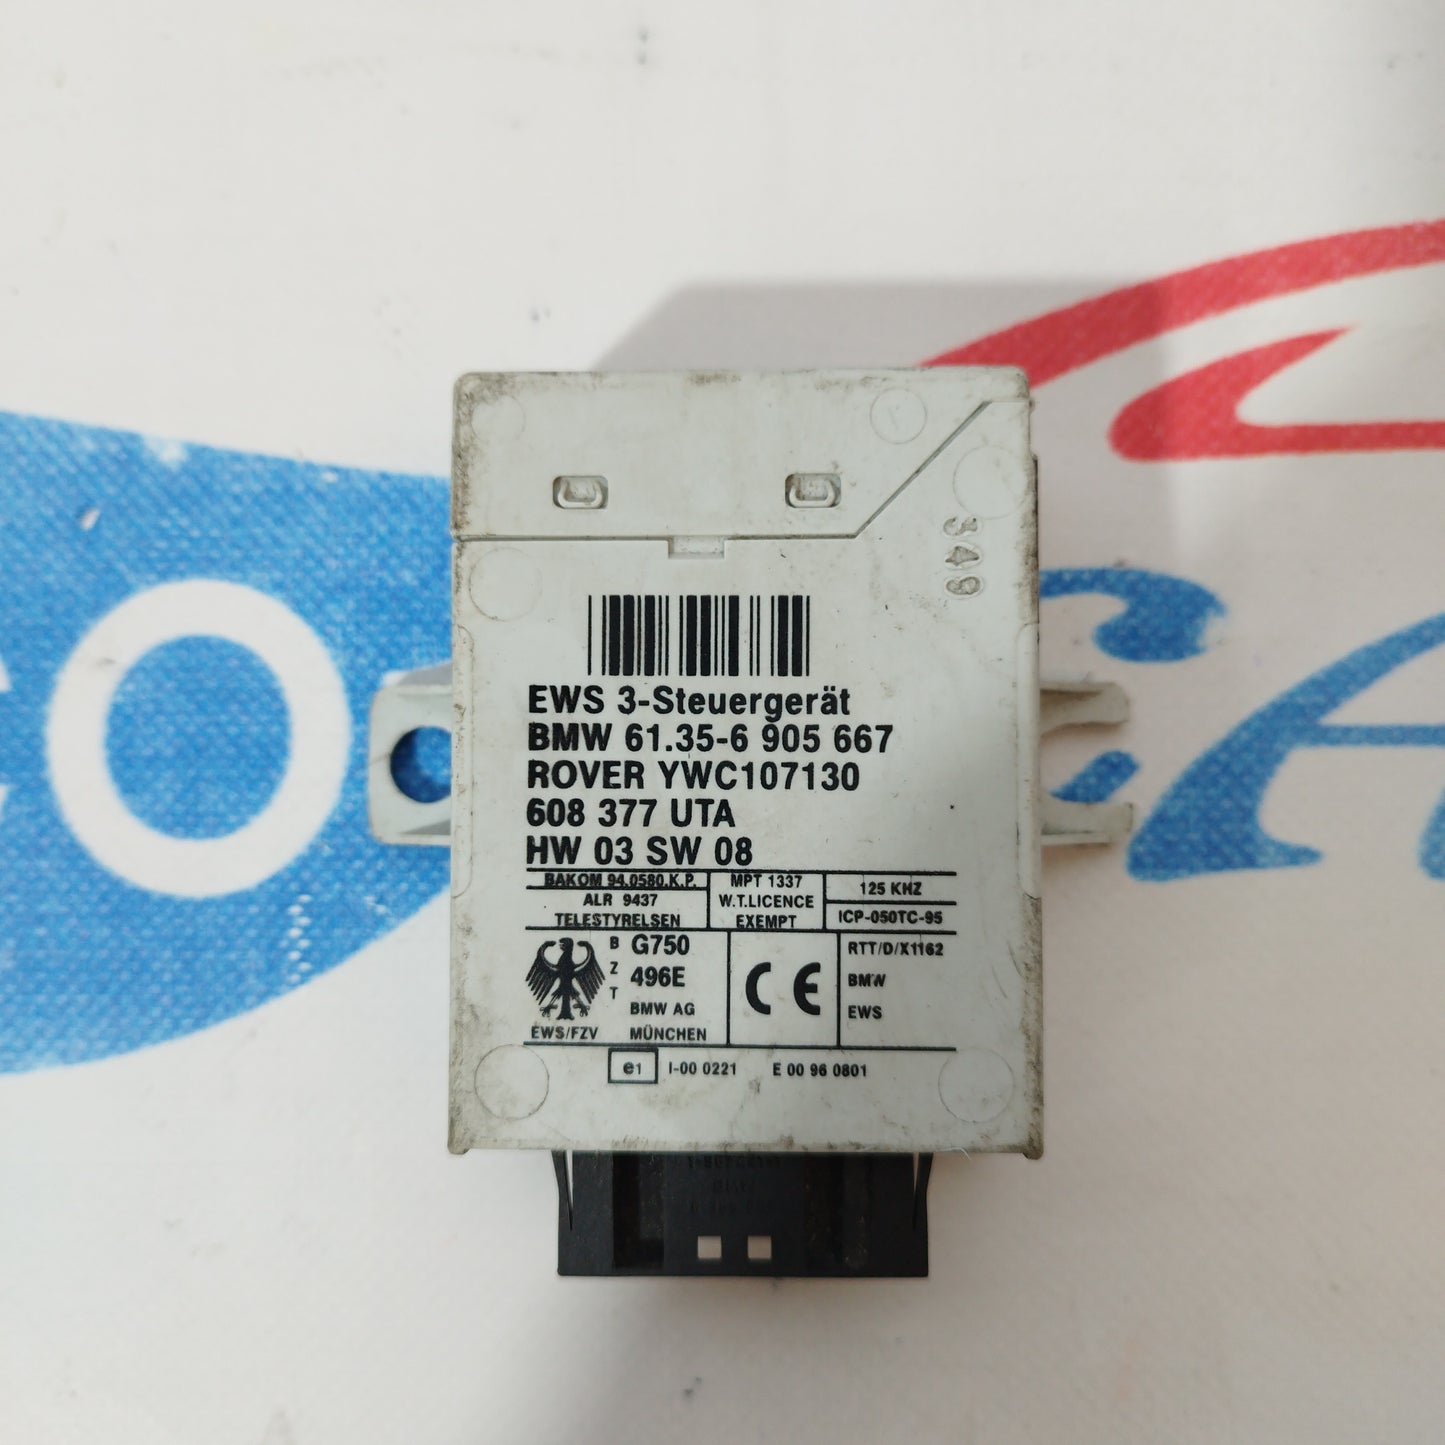 349
EWS 3-Steuergerät
BMW 61.35-6 905 667
ROVER YWC107130
608 377 UTA
HW 03 SW 08
BAKOM 94.0580.K.P.
ALR 9437
TELESTYRELSEN
MPT 1337
W.T.LICENCE
EXEMPT
125 KHZ
ICP-050TC-95
BZT
G750
496E
BMW AG
MÜNCHEN
EWS/FZV
CE
RTT/D/X1162
BMW
EWS
e1 I-00 0221 E 00 96 0801